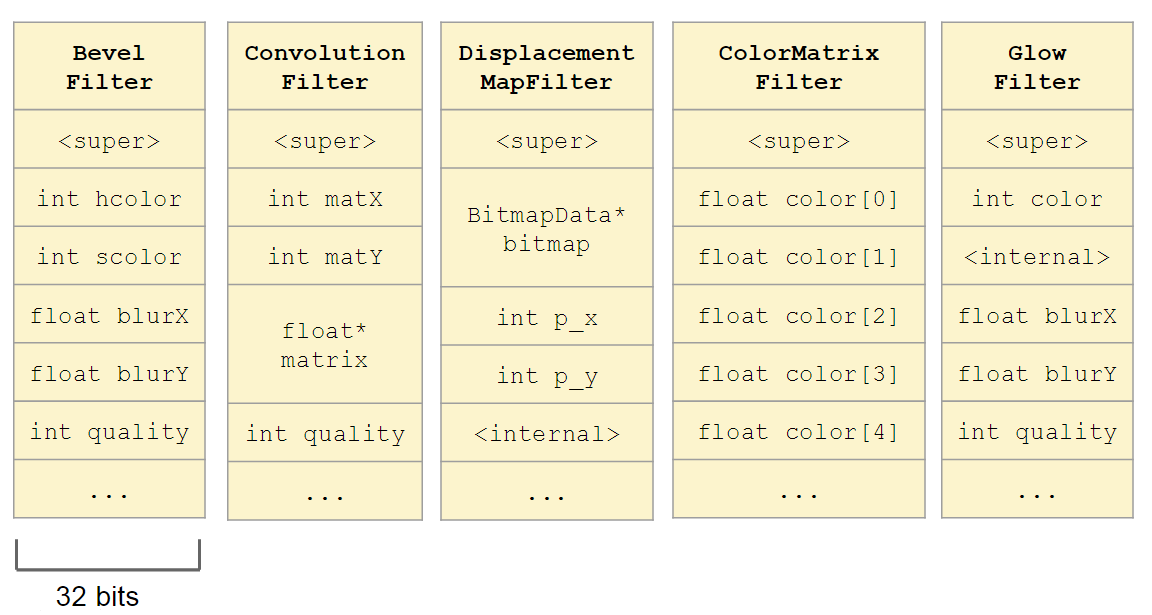 Bevel
Filter
<super>
int hcolor
int scolor
float blurX
float blurY
int quality
...
Convolution
Filter
<super>
int matX
int matY
float*
matrix
int quality
...
Displacement
MapFilter
<super>
BitmapData*
bitmap
int p_x
int p_y
<internal>
...
ColorMatrix
Filter
<super>
float color[0]
float color[1]
float color[2]
float color[3]
float color[4]
...
Glow
Filter
<super>
int color
<internal>
float blurX
float blurY
int quality
...
32 bits